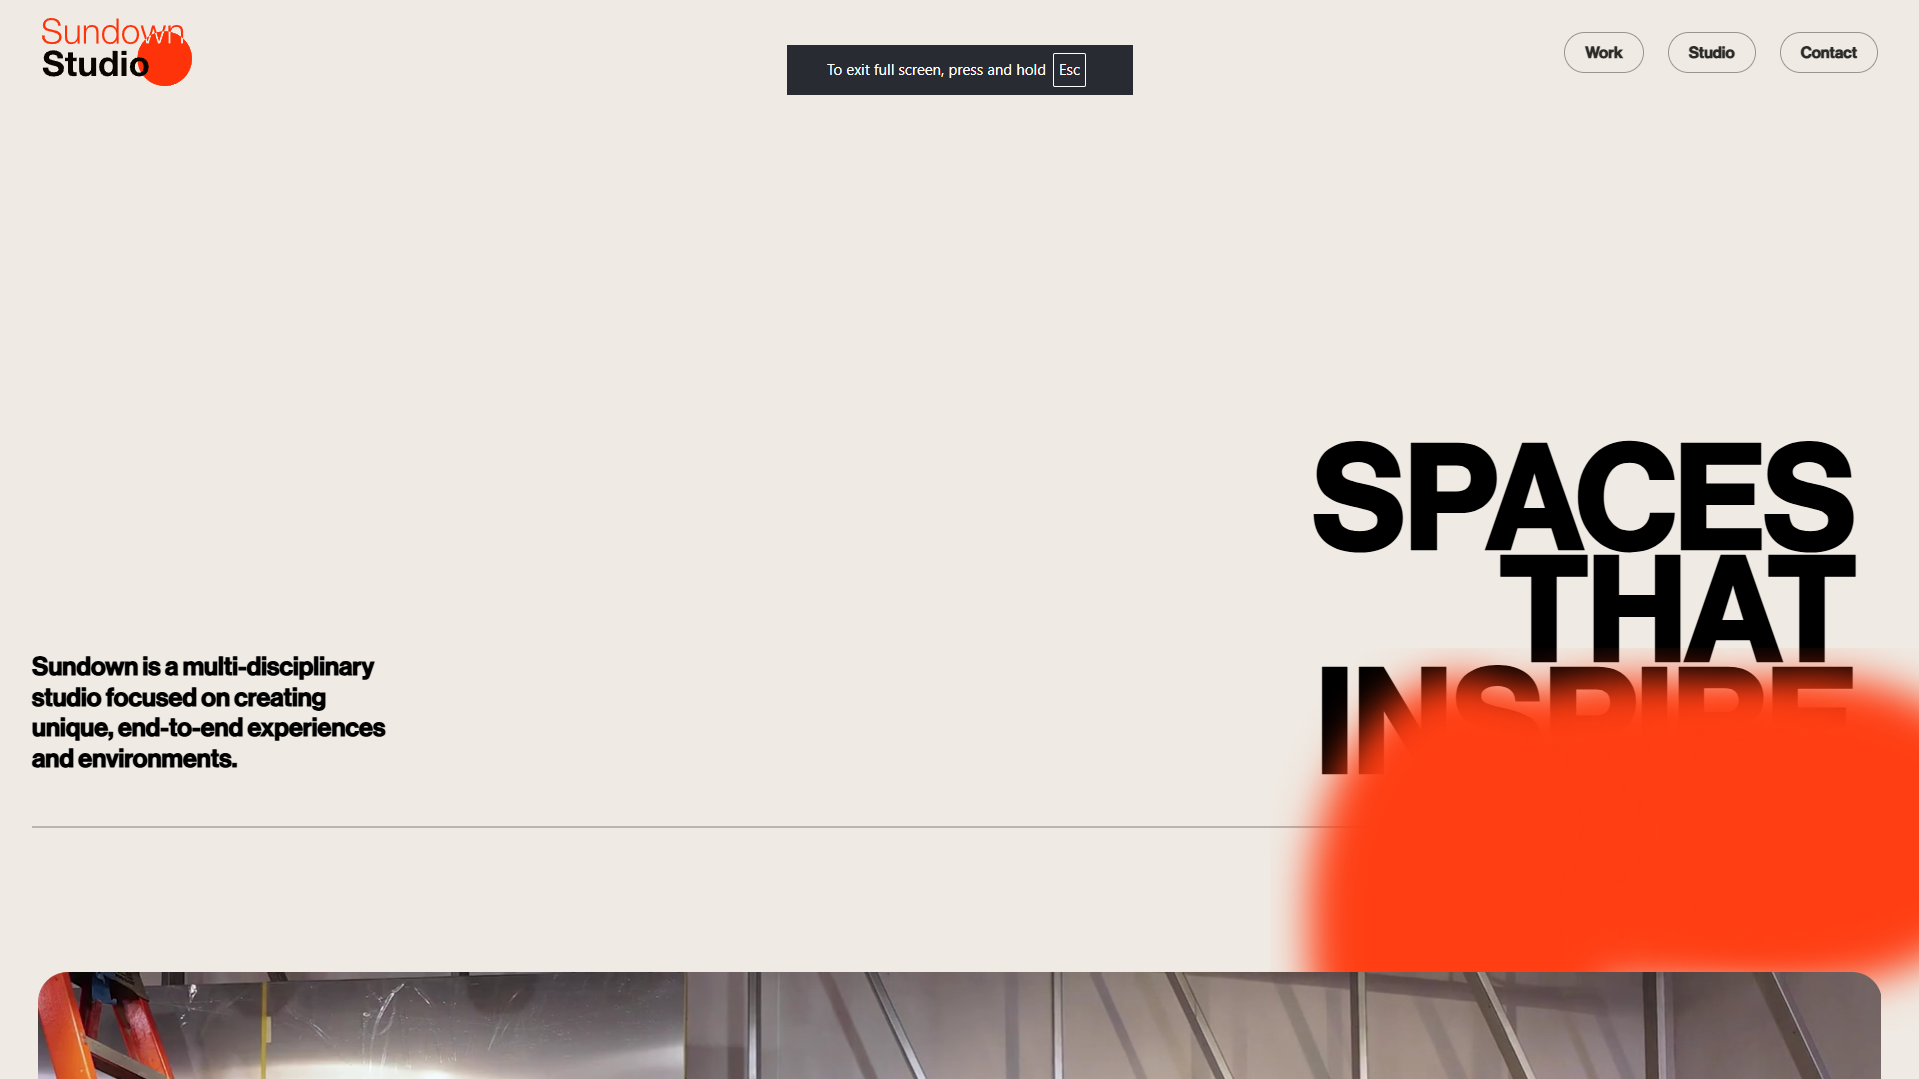 Sundown
Studio
To exit full screen, press and hold Esc
Work
Studio
Contact
SPACES
THAT
INSPIRE
Sundown is a multi-disciplinary
studio focused on creating
unique, end-to-end experiences
and environments.